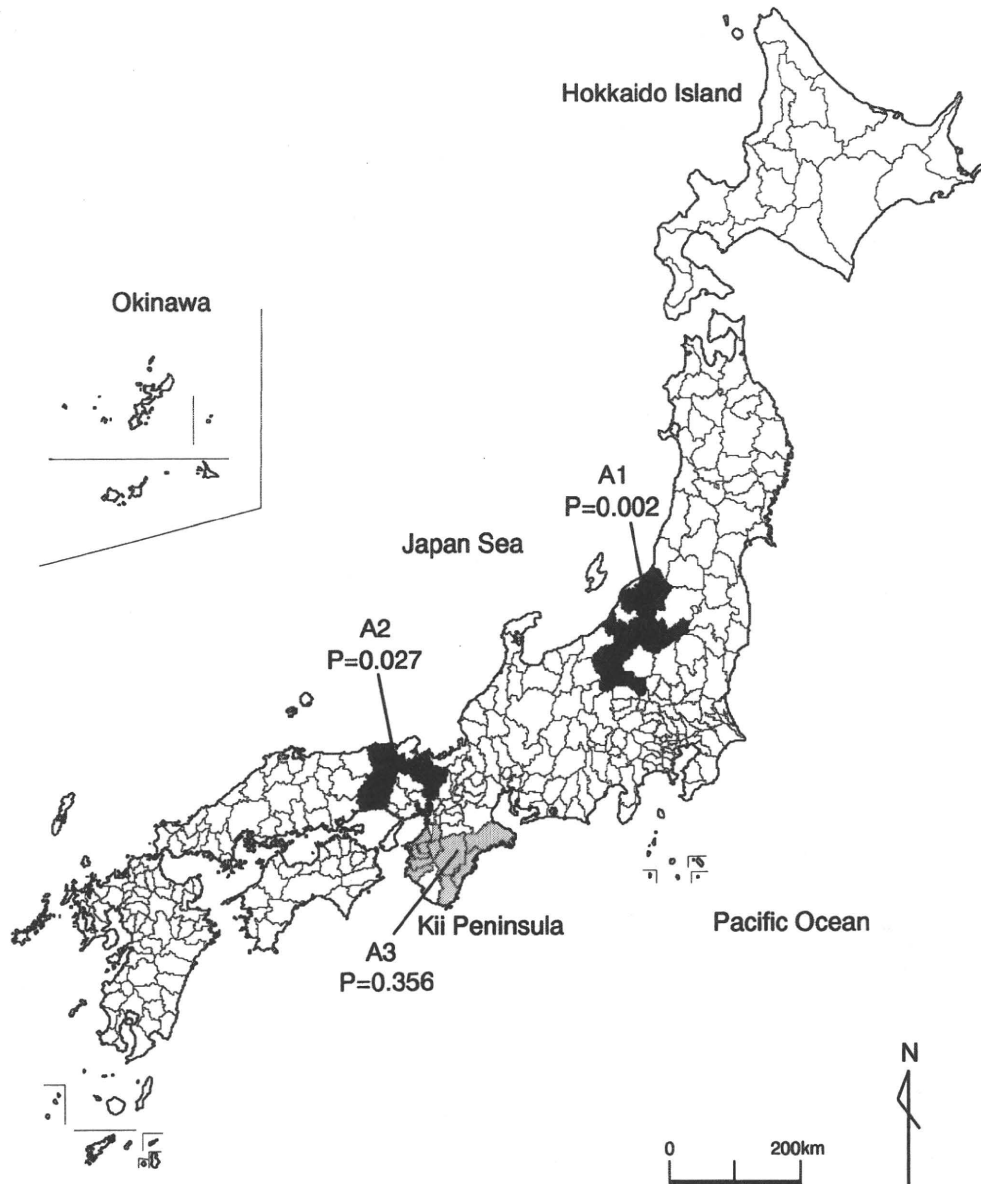 Hokkaido Island
Okinawa
A1
P=0.002
Japan Sea
A2
P=0.027
Kii Peninsula
Pacific Ocean
A3
P=0.356
N
0 200km